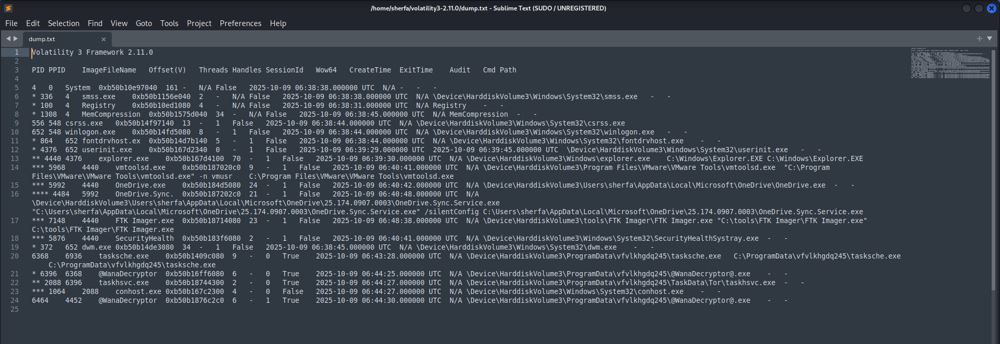 /home/sherfa/volatility3-2.11.0/dump.txt - Sublime Text (SUDO / UNREGISTERED)
File Edit Selection Find View Goto Tools Project Preferences Help
dump.txt
1 Volatility 3 Framework 2.11.0
2
3 PID PPID ImageFileName Offset(V) Threads Handles SessionId Wow64 CreateTime ExitTime Audit Cmd Path
4
5 4 0 System 0xb50b10e97040 161 - N/A False 2025-10-09 06:38:38.000000 UTC N/A - - -
6 * 336 4 smss.exe 0xb50b1156e040 2 - N/A False 2025-10-09 06:38:38.000000 UTC N/A \Device\HarddiskVolume3\Windows\System32\smss.exe - -
7 * 100 4 Registry 0xb50b10ed1080 4 - N/A False 2025-10-09 06:38:31.000000 UTC N/A Registry - -
8 * 1308 4 MemCompression 0xb50b1575d040 34 - N/A False 2025-10-09 06:38:45.000000 UTC N/A MemCompression - -
9 556 548 csrss.exe 0xb50b14f97140 13 - 1 False 2025-10-09 06:38:44.000000 UTC N/A \Device\HarddiskVolume3\Windows\System32\csrss.exe
10 652 548 winlogon.exe 0xb50b14fd5080 8 - 1 False 2025-10-09 06:38:44.000000 UTC N/A \Device\HarddiskVolume3\Windows\System32\winlogon.exe - -
11 * 864 652 fontdrvhost.ex 0xb50b14d7b140 5 - 1 False 2025-10-09 06:38:44.000000 UTC N/A \Device\HarddiskVolume3\Windows\System32\fontdrvhost.exe - -
12 * 4376 652 userinit.exe 0xb50b167d2340 0 - 1 False 2025-10-09 06:39:29.000000 UTC 2025-10-09 06:39:45.000000 UTC \Device\HarddiskVolume3\Windows\System32\userinit.exe - -
13 ** 4440 4376 explorer.exe 0xb50b167d4100 70 - 1 False 2025-10-09 06:39:30.000000 UTC N/A \Device\HarddiskVolume3\Windows\explorer.exe C:\Windows\Explorer.EXE C:\Windows\Explorer.EXE
14 *** 5968 4440 vmtoolsd.exe 0xb50b187020c0 9 - 1 False 2025-10-09 06:40:41.000000 UTC N/A \Device\HarddiskVolume3\Program Files\VMware\VMware Tools\vmtoolsd.exe "C:\Program
Files\VMware\VMware Tools\vmtoolsd.exe" -n vmusr C:\Program Files\VMware\VMware Tools\vmtoolsd.exe
15 *** 5992 4440 OneDrive.exe 0xb50b184d5080 24 - 1 False 2025-10-09 06:40:42.000000 UTC N/A \Device\HarddiskVolume3\Users\sherfa\AppData\Local\Microsoft\OneDrive\OneDrive.exe - -
16 **** 4484 5992 OneDrive.Sync. 0xb50b187202c0 21 - 1 False 2025-10-09 06:40:48.000000 UTC N/A
\Device\HarddiskVolume3\Users\sherfa\AppData\Local\Microsoft\OneDrive\25.174.0907.0003\OneDrive.Sync.Service.exe
"C:\Users\sherfa\AppData\Local\Microsoft\OneDrive\25.174.0907.0003\OneDrive.Sync.Service.exe" /silentConfig C:\Users\sherfa\AppData\Local\Microsoft\OneDrive\25.174.0907.0003\OneDrive.Sync.Service.exe
17 *** 7148 4440 FTK Imager.exe 0xb50b18714080 23 - 1 False 2025-10-09 06:48:38.000000 UTC N/A \Device\HarddiskVolume3\tools\FTK Imager\FTK Imager.exe "C:\tools\FTK Imager\FTK Imager.exe"
C:\tools\FTK Imager\FTK Imager.exe
18 *** 5876 4440 SecurityHealth 0xb50b183f6080 2 - 1 False 2025-10-09 06:40:41.000000 UTC N/A \Device\HarddiskVolume3\Windows\System32\SecurityHealthSystray.exe - -
19 * 372 652 dwm.exe 0xb50b14de3080 34 - 1 False 2025-10-09 06:38:45.000000 UTC N/A \Device\HarddiskVolume3\Windows\System32\dwm.exe - -
20 6368 6936 tasksche.exe 0xb50b1409c080 9 - 0 True 2025-10-09 06:43:28.000000 UTC N/A \Device\HarddiskVolume3\ProgramData\vfvlkhgdq245\tasksche.exe C:\ProgramData\vfvlkhgdq245\tasksche.exe
C:\ProgramData\vfvlkhgdq245\tasksche.exe
21 * 6396 6368 @WanaDecryptor 0xb50b16ff6080 6 - 0 True 2025-10-09 06:44:25.000000 UTC N/A \Device\HarddiskVolume3\ProgramData\vfvlkhgdq245\@WanaDecryptor@.exe - -
22 ** 2088 6396 taskhsvc.exe 0xb50b18744300 2 - 0 True 2025-10-09 06:44:27.000000 UTC N/A \Device\HarddiskVolume3\ProgramData\vfvlkhgdq245\TaskData\Tor\taskhsvc.exe - -
23 *** 1064 2088 conhost.exe 0xb50b167c2300 4 - 0 False 2025-10-09 06:44:27.000000 UTC N/A \Device\HarddiskVolume3\Windows\System32\conhost.exe - -
24 6464 4452 @WanaDecryptor 0xb50b1876c2c0 6 - 1 True 2025-10-09 06:44:30.000000 UTC N/A \Device\HarddiskVolume3\ProgramData\vfvlkhgdq245\@WanaDecryptor@.exe - -
25